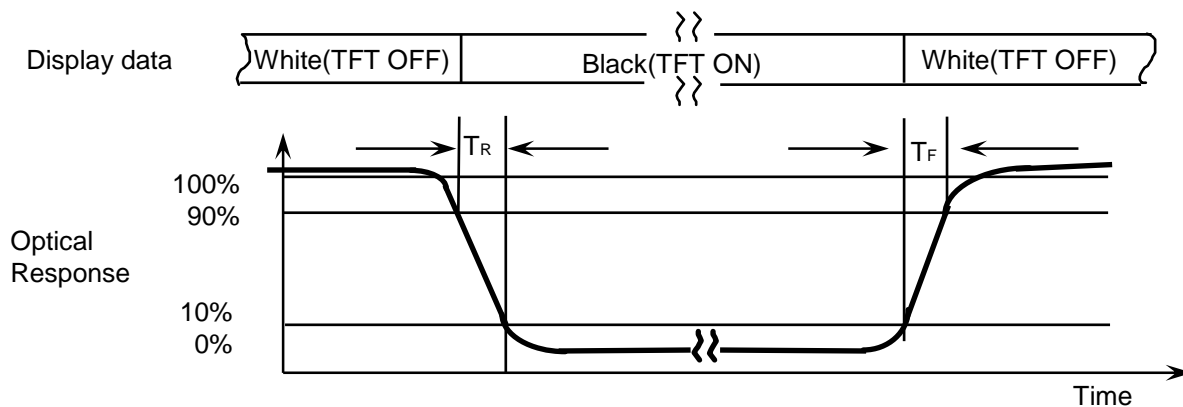 Display data
White(TFT OFF)
Black(TFT ON)
White(TFT OFF)
TR
TF
100%
90%
Optical
Response
10%
0%
Time